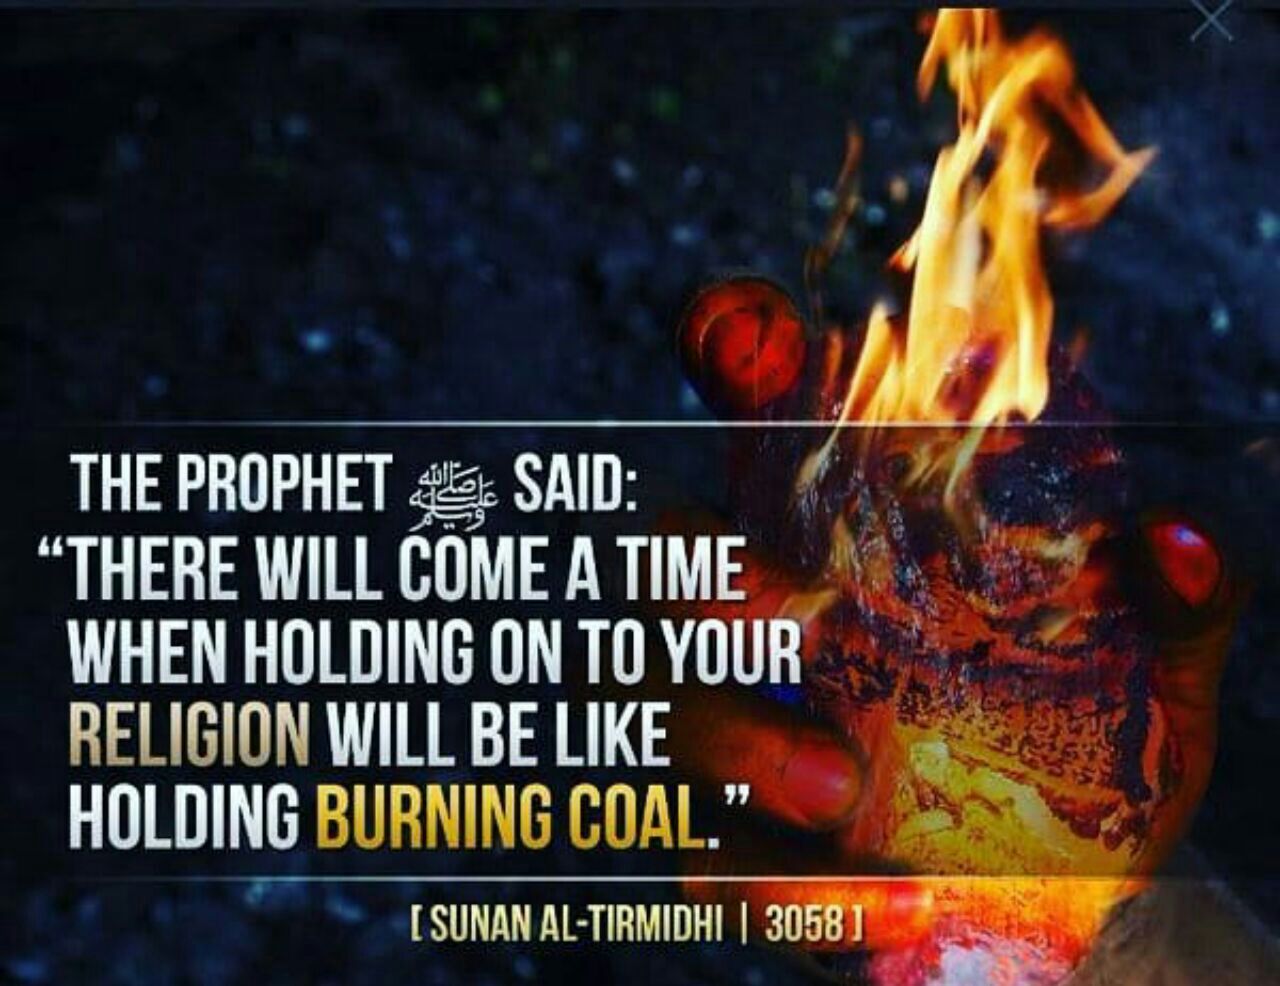 THE PROPHET ﷺ SAID:
“THERE WILL COME A TIME
WHEN HOLDING ON TO YOUR
RELIGION WILL BE LIKE
HOLDING BURNING COAL.”
[ SUNAN AL-TIRMIDHI | 3058 ]